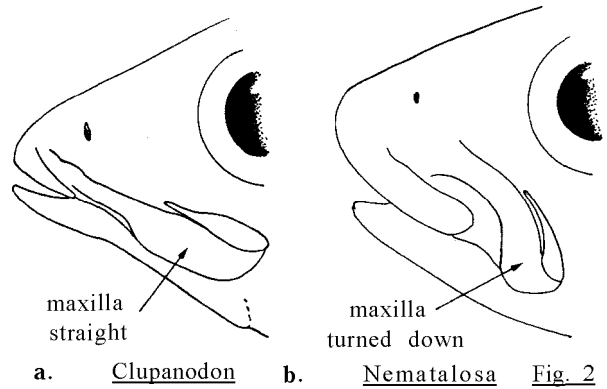 maxilla
straight
maxilla
turned down
a. Clupanodon b. Nematalosa Fig. 2